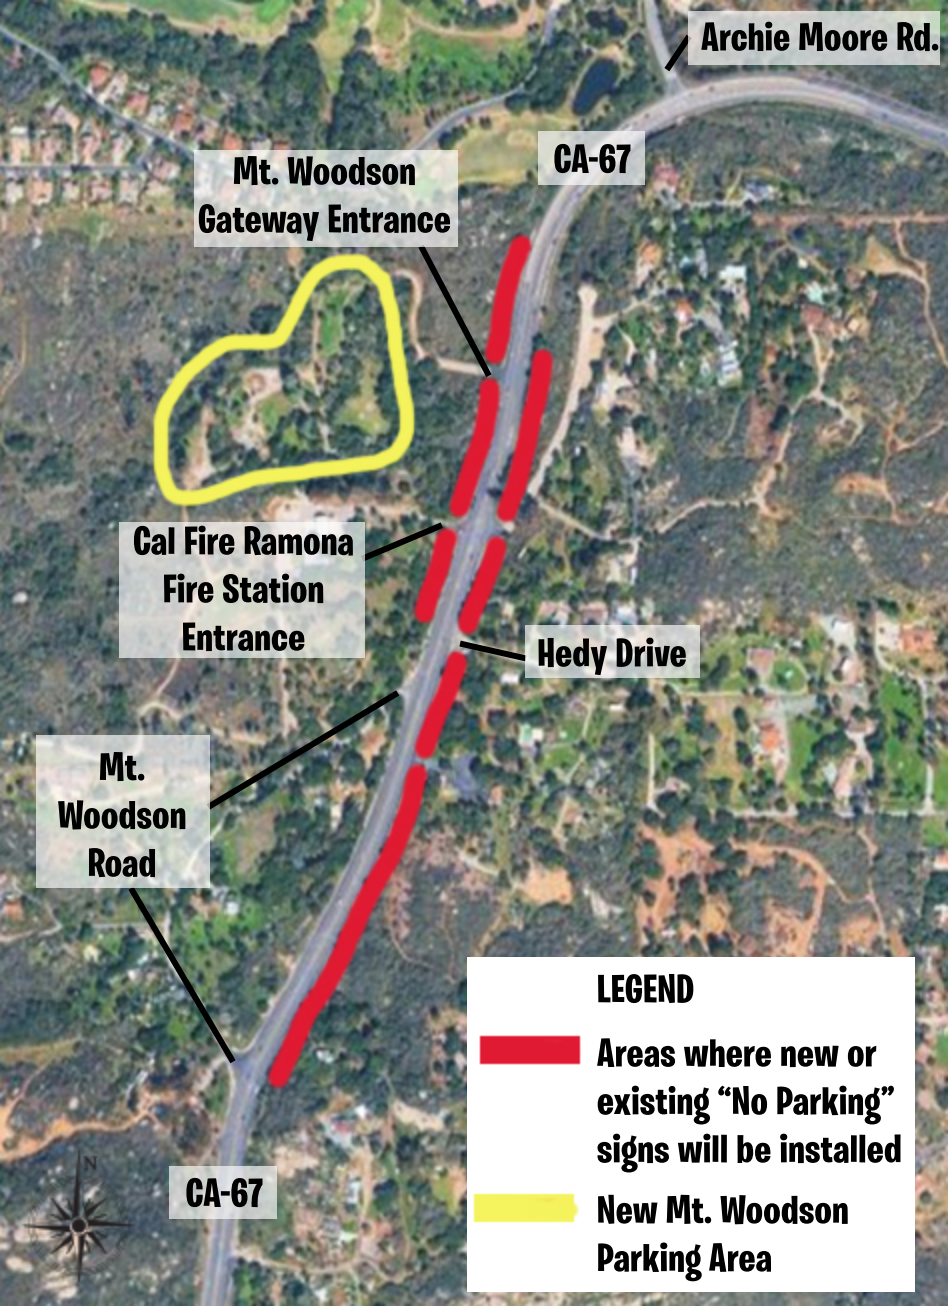 Archie Moore Rd.
CA-67
Mt. Woodson
Gateway Entrance
Cal Fire Ramona
Fire Station
Entrance
Hedy Drive
Mt.
Woodson
Road
LEGEND
Areas where new or
existing “No Parking”
signs will be installed
New Mt. Woodson
Parking Area
N
CA-67